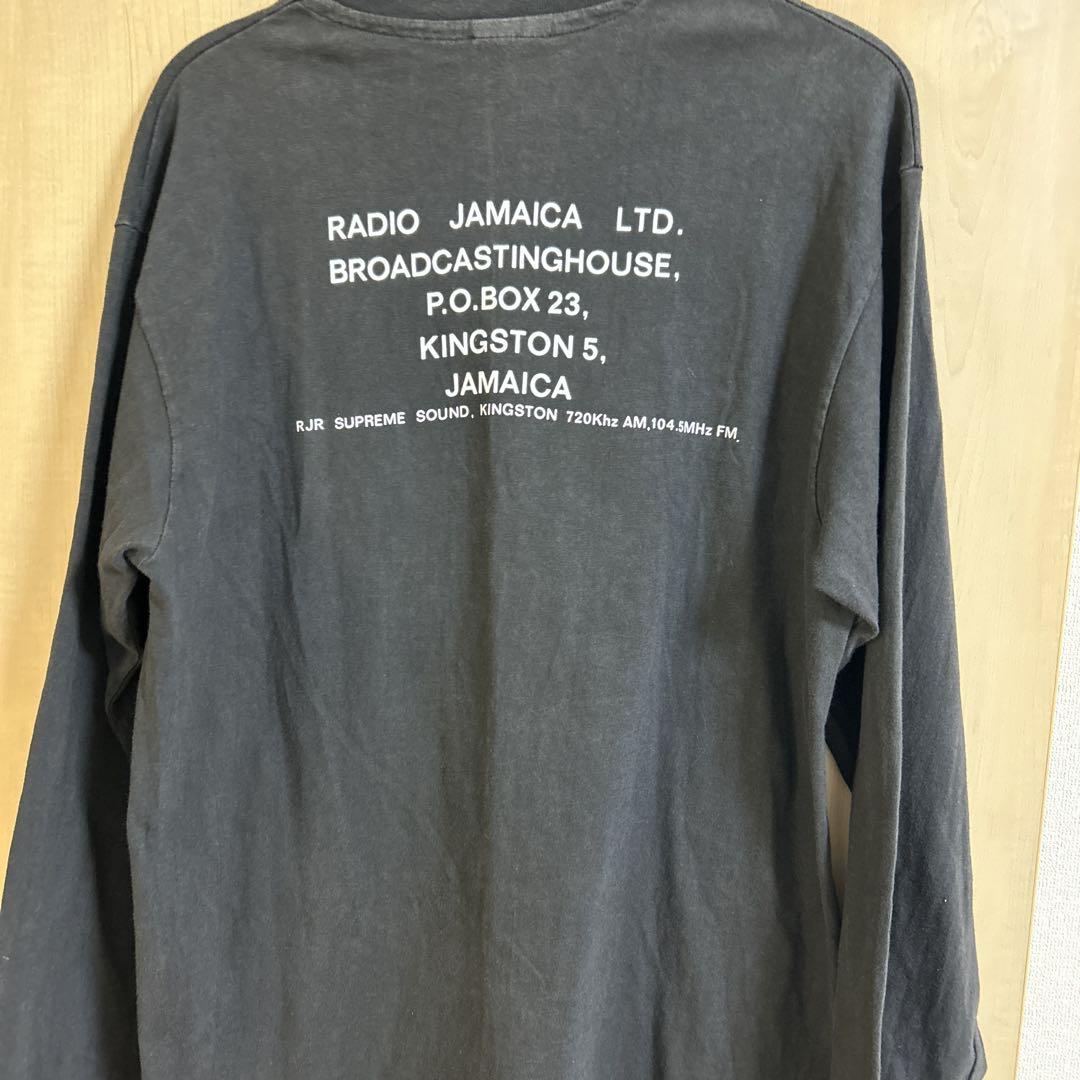 RADIO JAMAICA LTD.
BROADCASTINGHOUSE,
P.O.BOX 23,
KINGSTON 5,
JAMAICA
RJR SUPREME SOUND, KINGSTON 720Khz AM,104.5MHz FM.